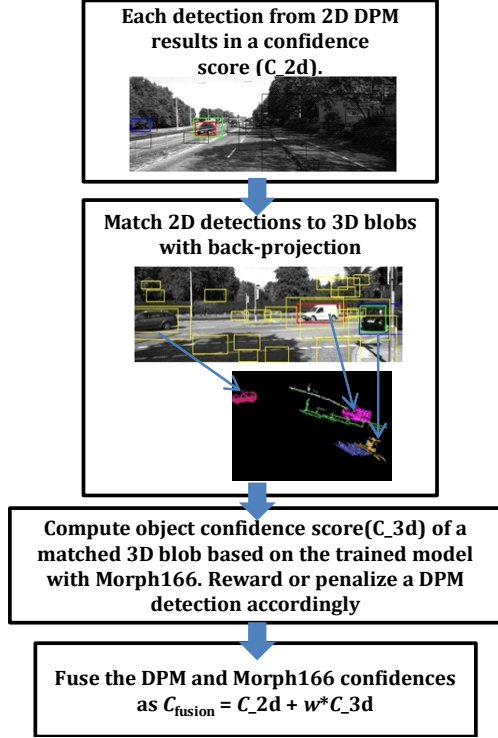 Each detection from 2D DPM
results in a confidence
score (C_2d).
Match 2D detections to 3D blobs
with back-projection
Compute object confidence score(C_3d) of a
matched 3D blob based on the trained model
with Morph166. Reward or penalize a DPM
detection accordingly
Fuse the DPM and Morph166 confidences
as C_fusion = C_2d + w*C_3d